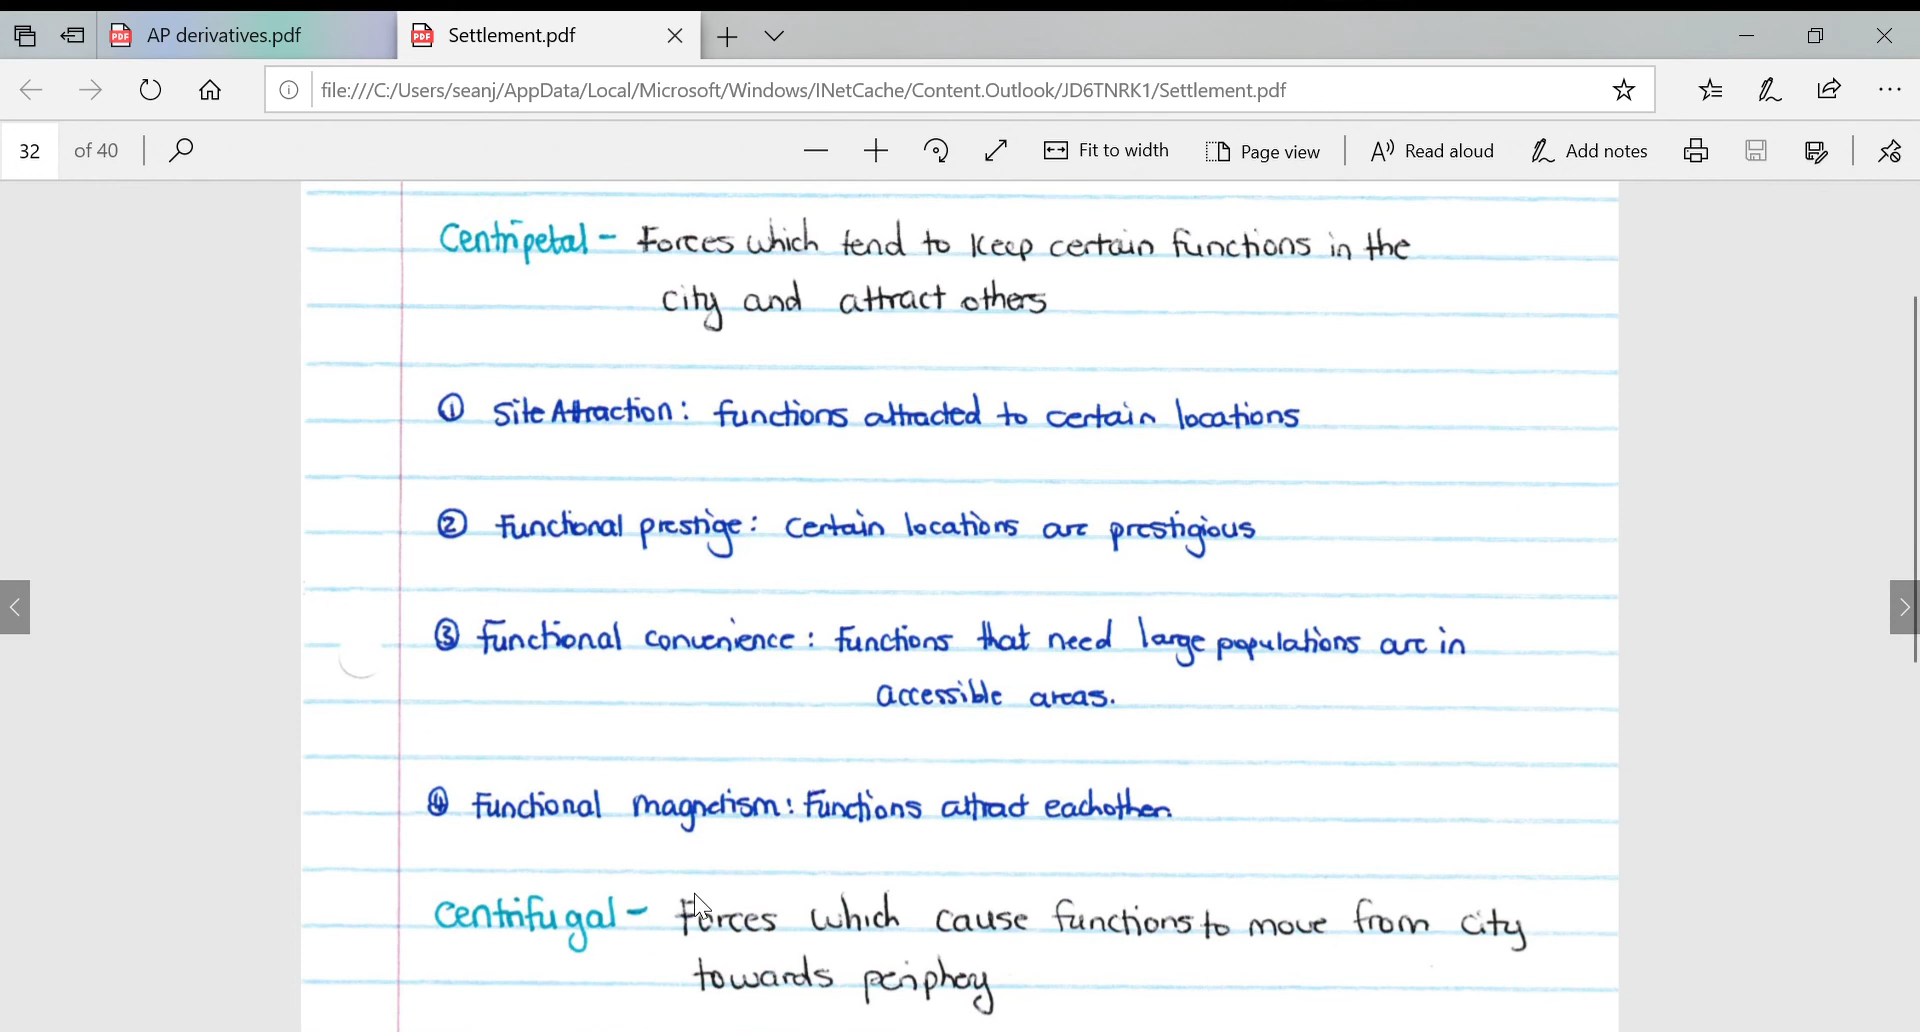 AP derivatives.pdf
Settlement.pdf
file:///C:/Users/seanj/AppData/Local/Microsoft/Windows/INetCache/Content.Outlook/JD6TNRK1/Settlement.pdf
32 of 40
Fit to width
Page view
Read aloud
Add notes
Centripetal - Forces which tend to keep certain functions in the
city and attract others
① Site Attraction: functions attracted to certain locations
② Functional prestige: Certain locations are prestigious
③ Functional convenience: Functions that need large populations are in
accessible areas.
④ Functional magnetism: Functions attract eachother.
Centrifugal - Forces which cause functions to move from city
towards periphey